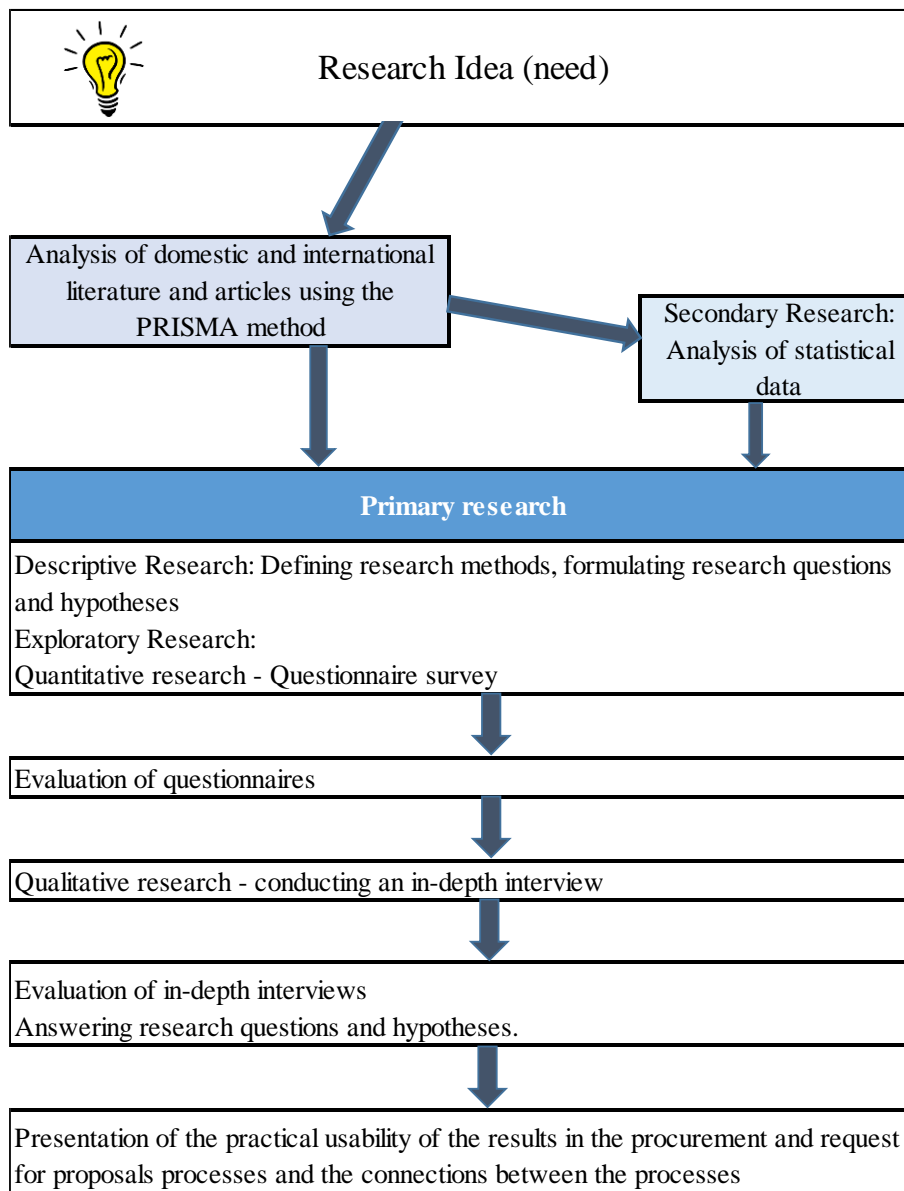 Research Idea (need)
Analysis of domestic and international
literature and articles using the
PRISMA method
Secondary Research:
Analysis of statistical
data
Primary research
Descriptive Research: Defining research methods, formulating research questions
and hypotheses
Exploratory Research:
Quantitative research - Questionnaire survey
Evaluation of questionnaires
Qualitative research - conducting an in-depth interview
Evaluation of in-depth interviews
Answering research questions and hypotheses.
Presentation of the practical usability of the results in the procurement and request
for proposals processes and the connections between the processes